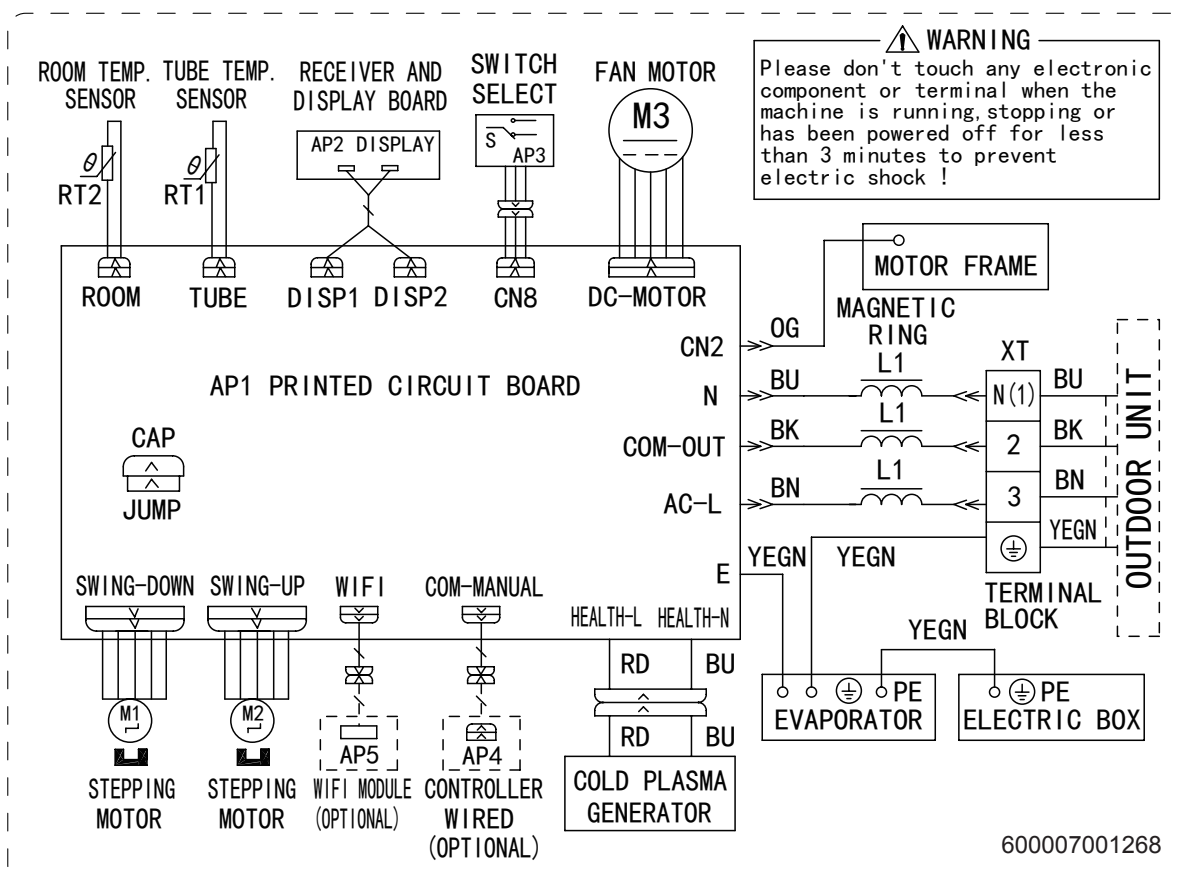 WARNING
Please don't touch any electronic
component or terminal when the
machine is running,stopping or
has been powered off for less
than 3 minutes to prevent
electric shock !
ROOM TEMP.
SENSOR
TUBE TEMP.
SENSOR
RECEIVER AND
DISPLAY BOARD
SWITCH
SELECT
FAN MOTOR
θ
RT2
θ
RT1
AP2 DISPLAY
S
AP3
M3
ROOM
TUBE
DISP1
DISP2
CN8
DC-MOTOR
MOTOR FRAME
MAGNETIC
RING
AP1 PRINTED CIRCUIT BOARD
CN2
OG
N
BU
L1
COM-OUT
BK
L1
AC-L
BN
L1
XT
N(1)
2
3
BU
BK
BN
YEGN
OUTDOOR UNIT
TERMINAL
BLOCK
CAP
JUMP
E
YEGN
YEGN
YEGN
SWING-DOWN
SWING-UP
WIFI
COM-MANUAL
HEALTH-L
HEALTH-N
RD
BU
RD
BU
M1
M2
AP5
AP4
STEPPING
MOTOR
STEPPING
MOTOR
WIFI MODULE
(OPTIONAL)
CONTROLLER
WIRED
(OPTIONAL)
COLD PLASMA
GENERATOR
PE
EVAPORATOR
PE
ELECTRIC BOX
600007001268